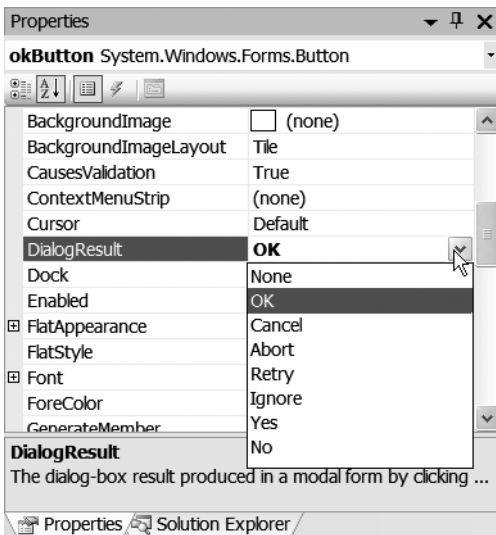 Properties
okButton System.Windows.Forms.Button
BackgroundImage (none)
BackgroundImageLayout Tile
CausesValidation True
ContextMenuStrip (none)
Cursor Default
DialogResult OK
Dock None
Enabled OK
FlatAppearance Cancel
FlatStyle Abort
Font Retry
ForeColor Ignore
GenerateMember Yes
No
DialogResult
The dialog-box result produced in a modal form by clicking ...
Properties Solution Explorer